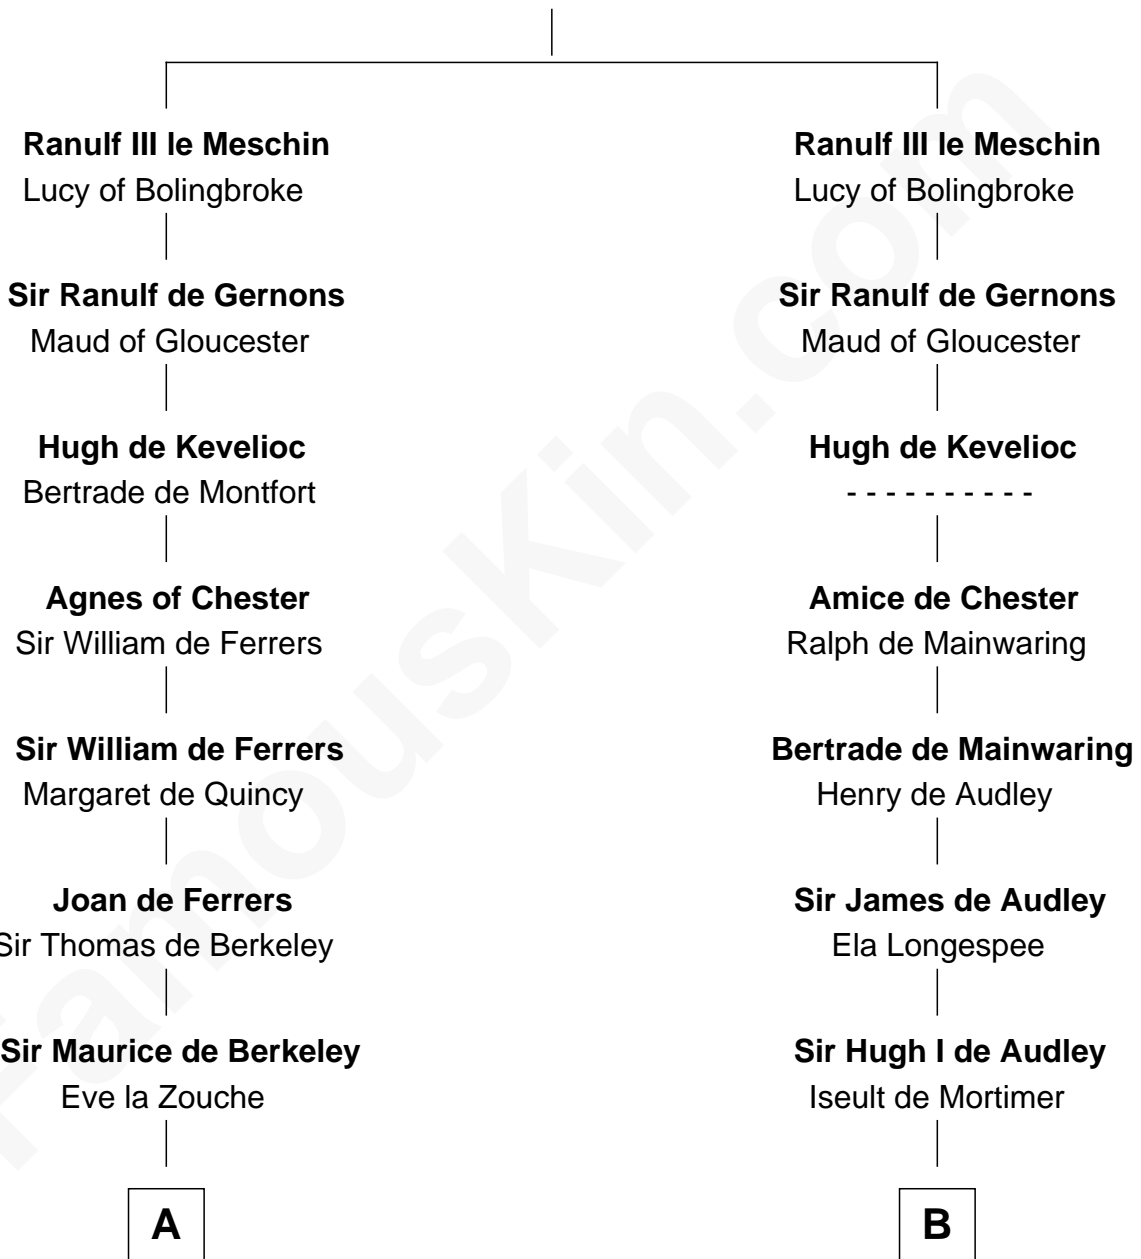 Ranulf III le Meschin
Lucy of Bolingbroke
Sir Ranulf de Gernons
Maud of Gloucester
Hugh de Kevelioc
Bertrade de Montfort
Agnes of Chester
Sir William de Ferrers
Sir William de Ferrers
Margaret de Quincy
Joan de Ferrers
Sir Thomas de Berkeley
Sir Maurice de Berkeley
Eve la Zouche
A
Ranulf III le Meschin
Lucy of Bolingbroke
Sir Ranulf de Gernons
Maud of Gloucester
Hugh de Kevelioc
- - - - - - - - - -
Amice de Chester
Ralph de Mainwaring
Bertrade de Mainwaring
Henry de Audley
Sir James de Audley
Ela Longespee
Sir Hugh I de Audley
Iseult de Mortimer
B
FamousKin.com